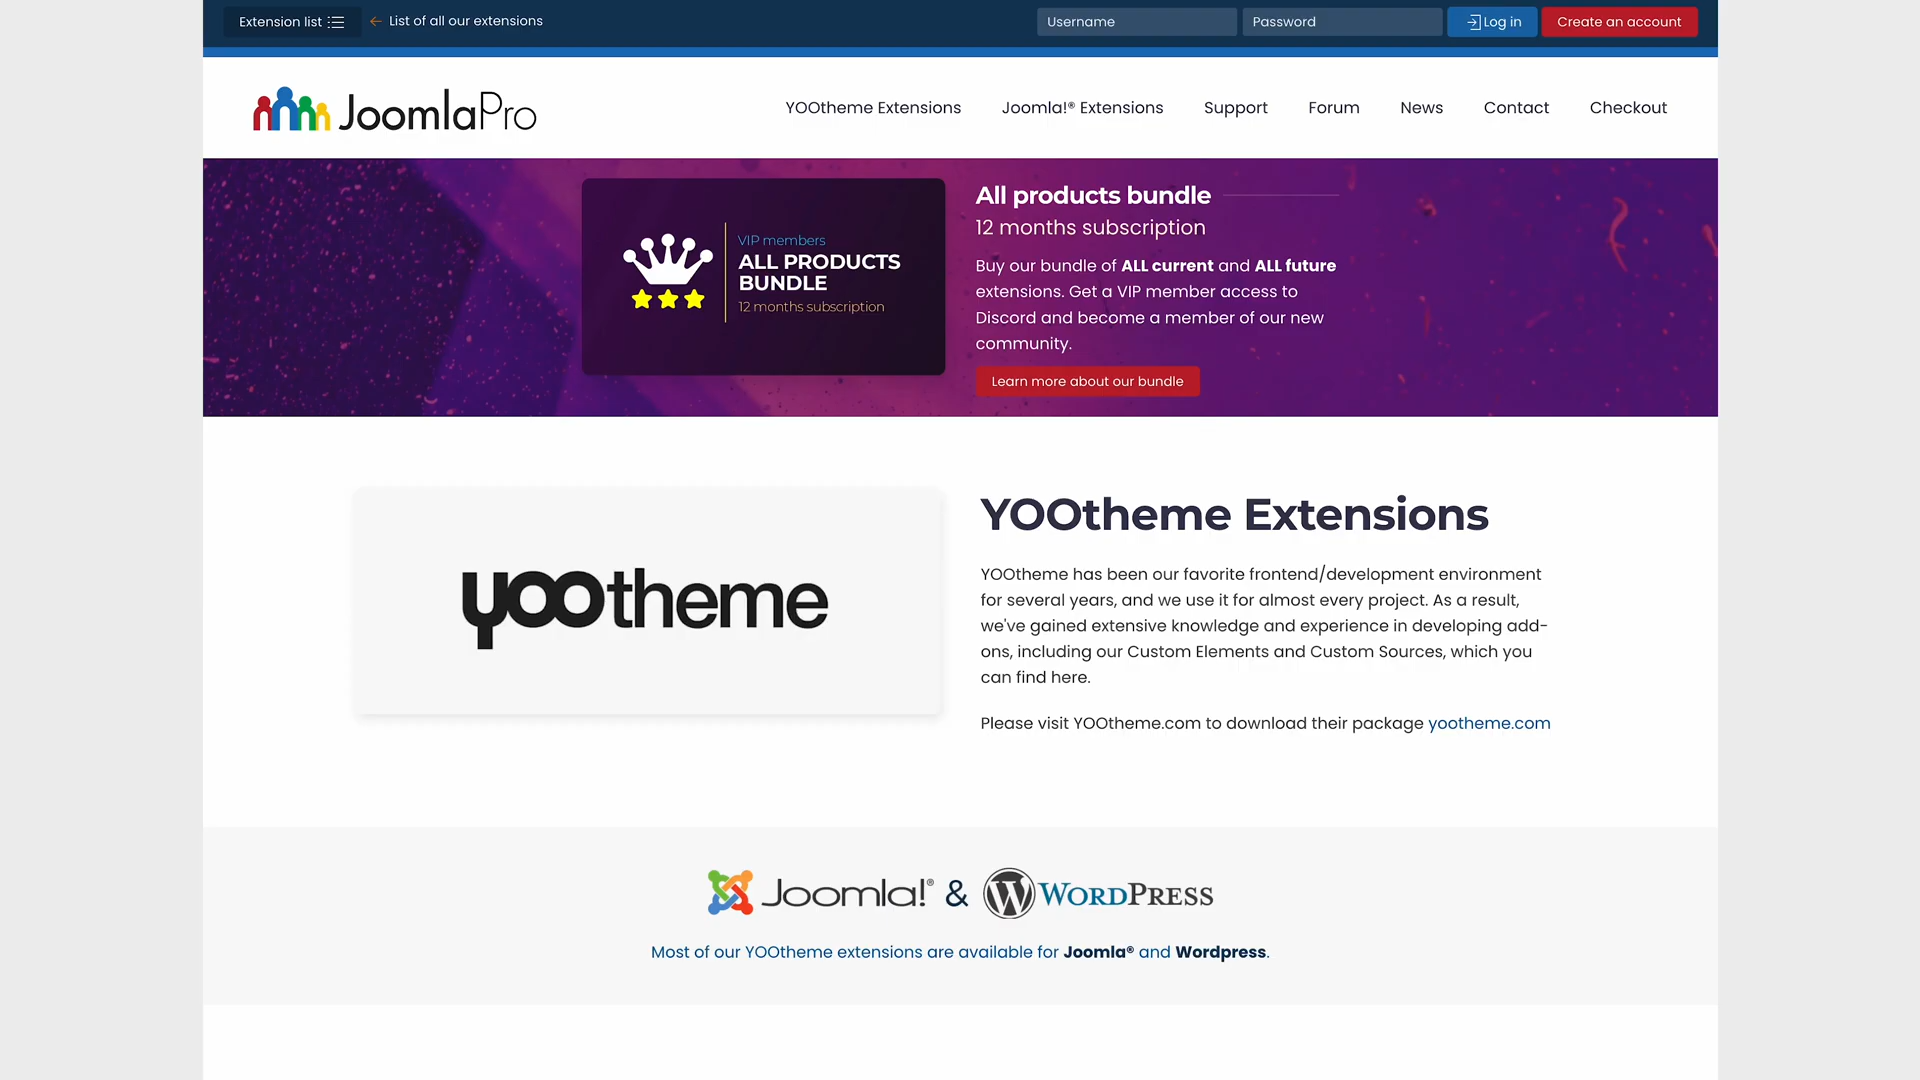 Extension list
List of all our extensions
Username
Password
Log in
Create an account
JoomlaPro
YOOtheme Extensions
Joomla!® Extensions
Support
Forum
News
Contact
Checkout
VIP members
ALL PRODUCTS
BUNDLE
12 months subscription
All products bundle
12 months subscription
Buy our bundle of ALL current and ALL future
extensions. Get a VIP member access to
Discord and become a member of our new
community.
Learn more about our bundle
yootheme
YOOtheme Extensions
YOOtheme has been our favorite frontend/development environment
for several years, and we use it for almost every project. As a result,
we've gained extensive knowledge and experience in developing add-
ons, including our Custom Elements and Custom Sources, which you
can find here.
Please visit YOOtheme.com to download their package yootheme.com
Joomla!® & WORDPRESS
Most of our YOOtheme extensions are available for Joomla® and Wordpress.